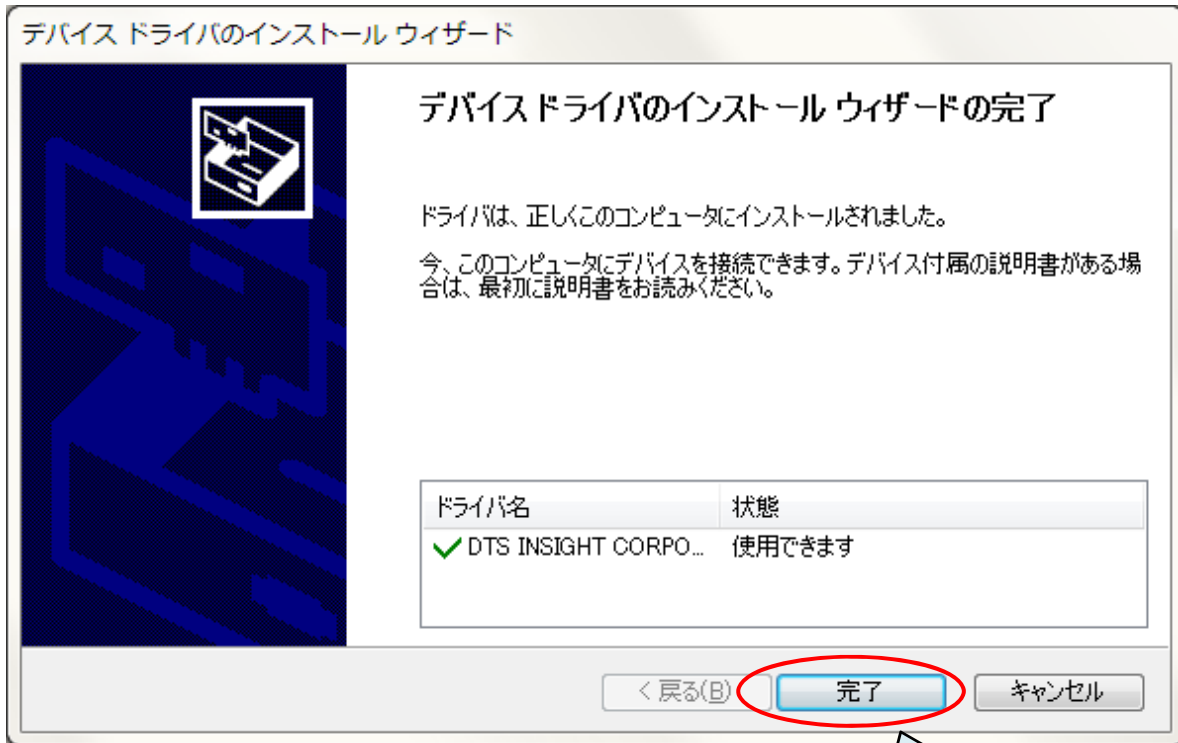 デバイス ドライバのインストール ウィザード
デバイス ドライバのインストール ウィザードの完了
ドライバは、正しくこのコンピュータにインストールされました。
今、このコンピュータにデバイスを接続できます。デバイス付属の説明書がある場
合は、最初に説明書をお読みください。
ドライバ名 状態
DTS INSIGHT CORPO... 使用できます
< 戻る(B) 完了 キャンセル